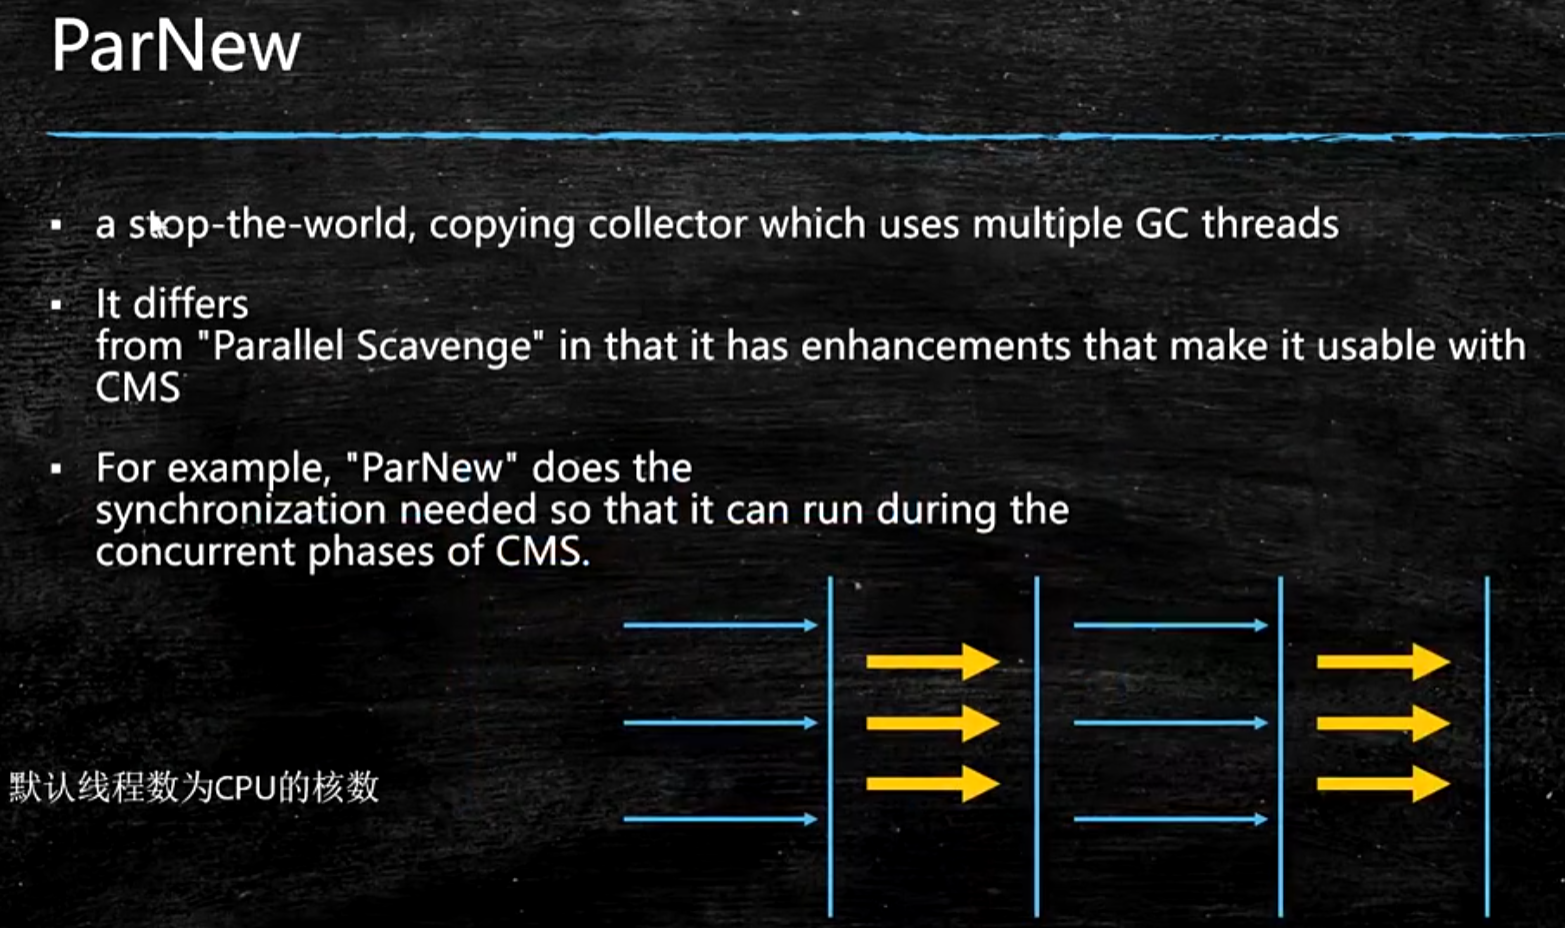 ParNew
▪ a stop-the-world, copying collector which uses multiple GC threads
▪ It differs
from "Parallel Scavenge" in that it has enhancements that make it usable with
CMS
▪ For example, "ParNew" does the
synchronization needed so that it can run during the
concurrent phases of CMS.
默认线程数为CPU的核数